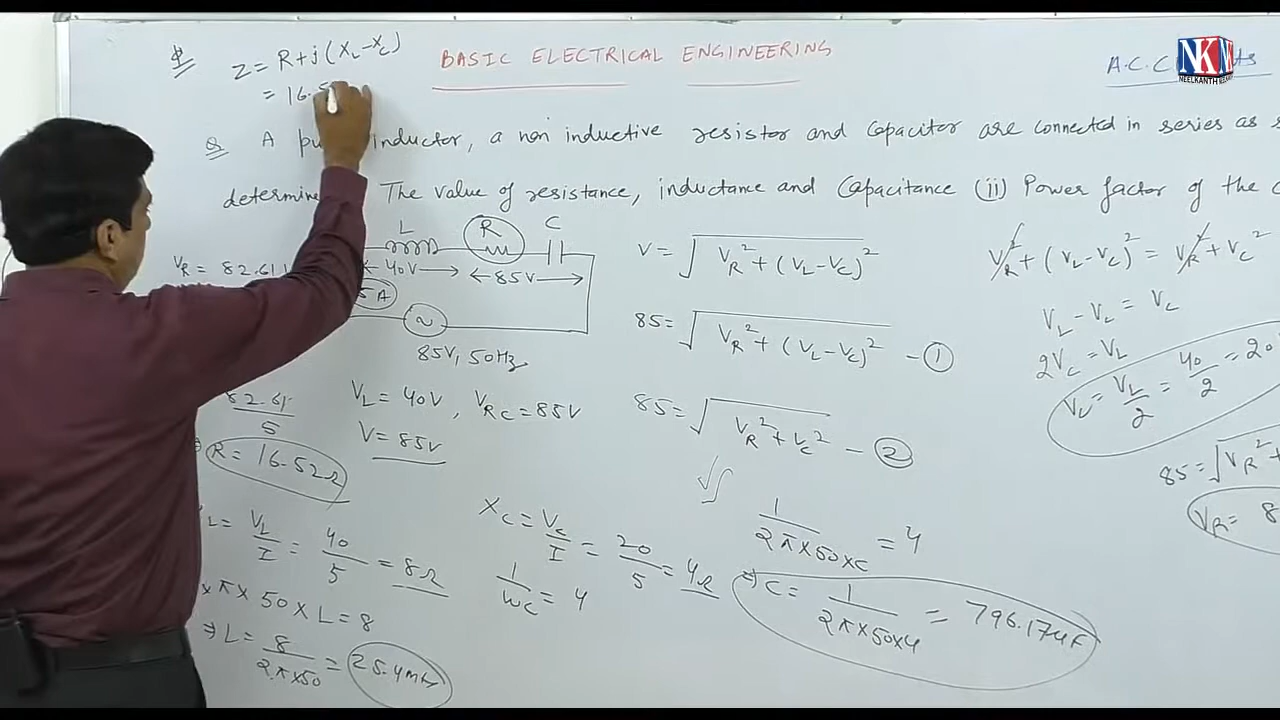 BASIC ELECTRICAL ENGINEERING
A.C.C
NK
NEELKANTH
Z = R + j (X_L - X_C)
= 16.5
Q A inductor, a non inductive resistor and Capacitor are connected in series as
determine The value of resistance, inductance and Capacitance (ii) Power factor of the
L R C
V_R = 82.61
40V 85V
5A
~
85V, 50Hz
V = √(V_R² + (V_L - V_C)²)
85 = √(V_R² + (V_L - V_C)²) - ①
85 = √(V_R² + V_C²) - ②
V_R² + (V_L - V_C)² = V_R² + V_C²
V_L - V_C = V_C
2V_C = V_L
V_C = V_L/2 = 40/2 = 20
85 = √(V_R² +
V_R = 8
82.61/5
⇒ R = 16.52Ω
V_L = 40V, V_RC = 85V
V = 85V
L = V_L/I = 40/5 = 8Ω
× π × 50 × L = 8
⇒ L = 8/(2π×50) = 25.4mH
X_C = V_C/I = 20/5 = 4Ω
1/ωC = 4
1/(2π×50×C) = 4
⇒ C = 1/(2π×50×4) = 796.17μF